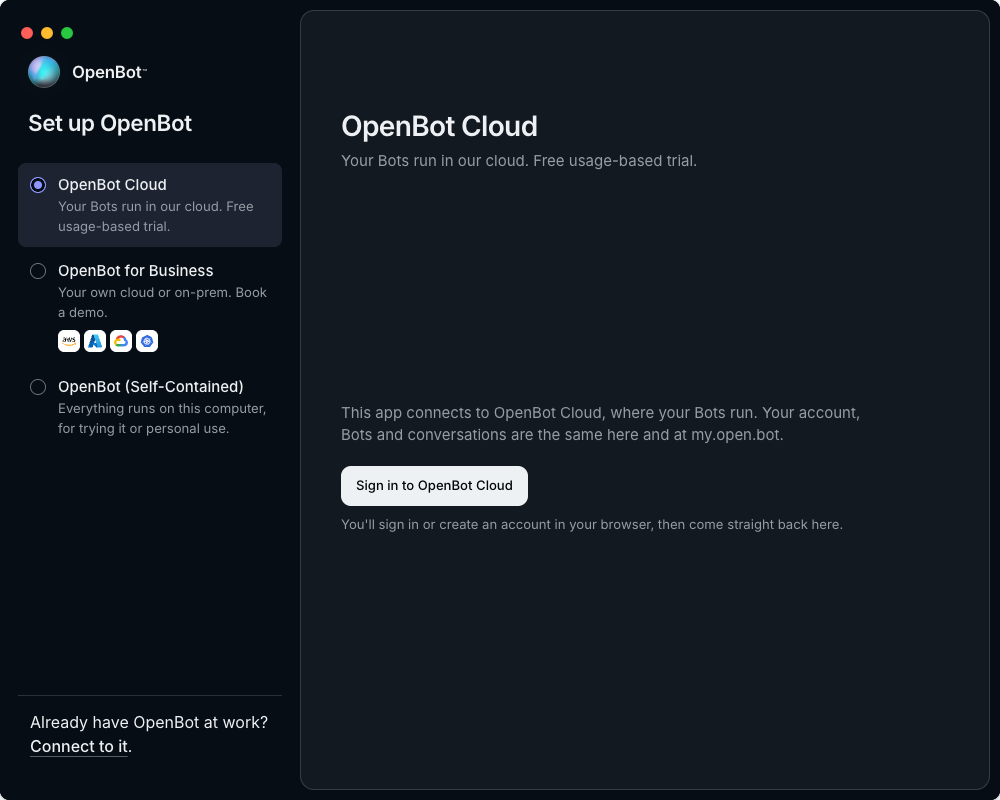 OpenBot™
Set up OpenBot
OpenBot Cloud
Your Bots run in our cloud. Free
usage-based trial.
OpenBot for Business
Your own cloud or on-prem. Book
a demo.
aws
OpenBot (Self-Contained)
Everything runs on this computer,
for trying it or personal use.
Already have OpenBot at work?
Connect to it.
OpenBot Cloud
Your Bots run in our cloud. Free usage-based trial.
This app connects to OpenBot Cloud, where your Bots run. Your account,
Bots and conversations are the same here and at my.open.bot.
Sign in to OpenBot Cloud
You'll sign in or create an account in your browser, then come straight back here.